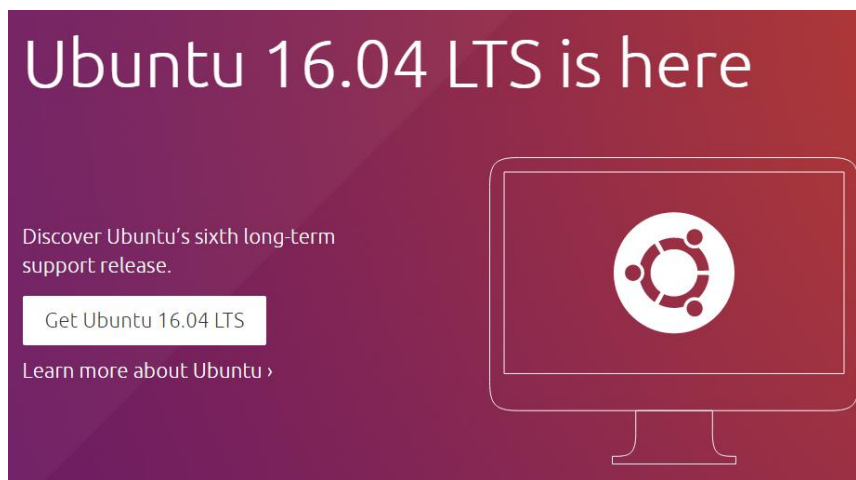 Ubuntu 16.04 LTS is here
Discover Ubuntu’s sixth long-term
support release.
Get Ubuntu 16.04 LTS
Learn more about Ubuntu ›